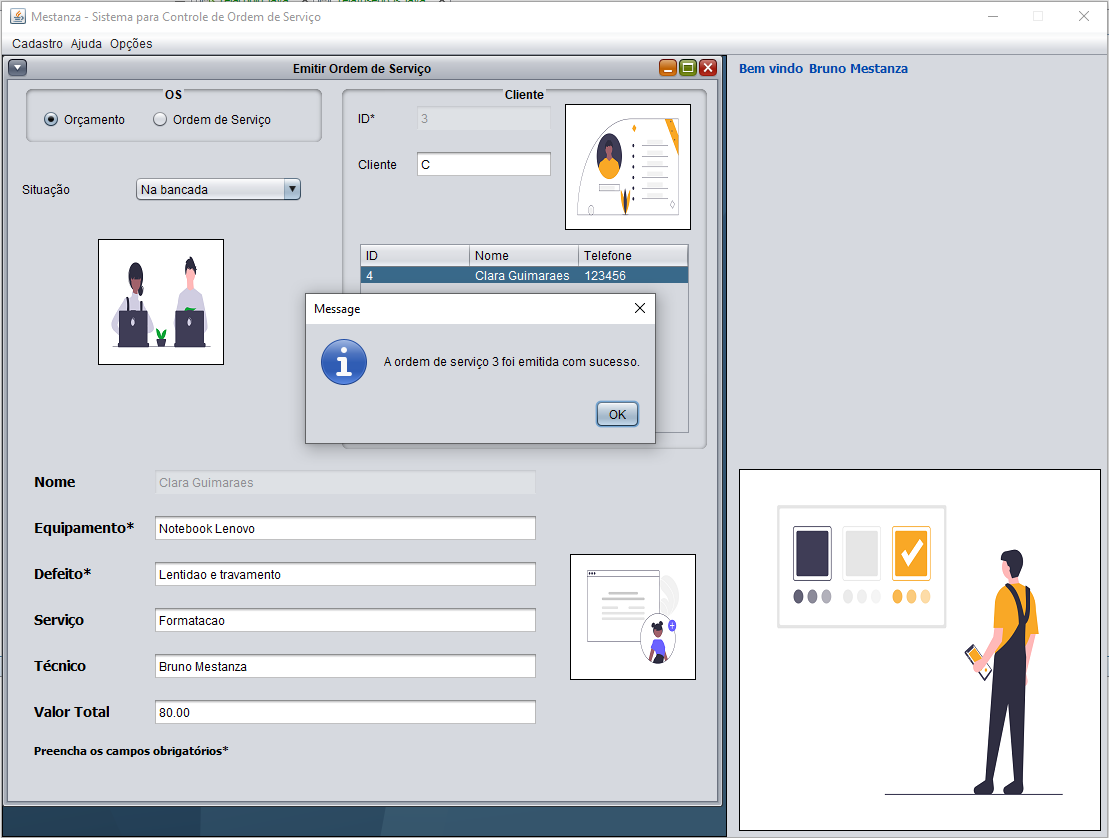 Mestanza - Sistema para Controle de Ordem de Serviço
Cadastro Ajuda Opções
Emitir Ordem de Serviço
Bem vindo Bruno Mestanza
OS
Orçamento Ordem de Serviço
Situação Na bancada
Cliente
ID* 3
Cliente C
ID Nome Telefone
4 Clara Guimaraes 123456
Message
A ordem de serviço 3 foi emitida com sucesso.
OK
Nome Clara Guimaraes
Equipamento* Notebook Lenovo
Defeito* Lentidao e travamento
Serviço Formatacao
Técnico Bruno Mestanza
Valor Total 80.00
Preencha os campos obrigatórios*